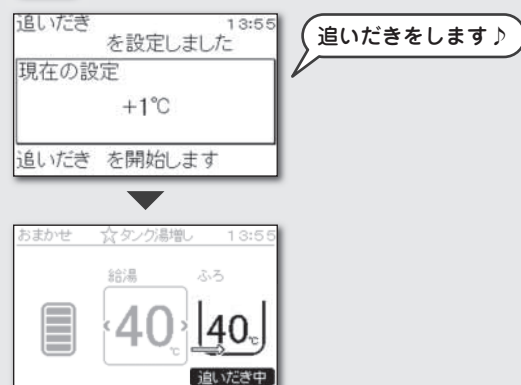 追いだき 13:55
を設定しました
現在の設定
+1℃
追いだき を開始します
追いだきをします♪
おまかせ ☆タンク湯増し 13:55
給湯 ふろ
40℃ 40℃
追いだき中